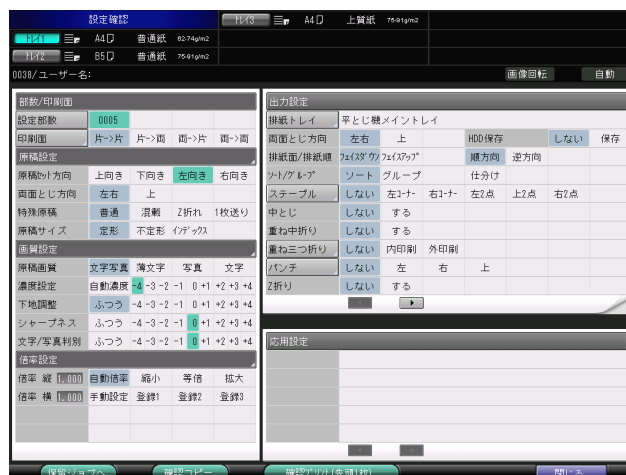 設定確認 ﾄﾚｲ3 A4 上質紙 75-91g/m2
ﾄﾚｲ1 A4 普通紙 62-74g/m2
ﾄﾚｲ2 B5 普通紙 75-91g/m2
0038/ユーザー名: 画像回転 自動
部数/印刷面
設定部数 0005
印刷面 片->片 片->両 両->片 両->両
原稿設定
原稿ｾｯﾄ方向 上向き 下向き 左向き 右向き
両面とじ方向 左右 上
特殊原稿 普通 混載 Z折れ 1枚送り
原稿サイズ 定形 不定形 ｲﾝﾃﾞｯｸｽ
画質設定
原稿画質 文字写真 薄文字 写真 文字
濃度設定 自動濃度 -4 -3 -2 -1 0 +1 +2 +3 +4
下地調整 ふつう -4 -3 -2 -1 0 +1 +2 +3 +4
シャープネス ふつう -4 -3 -2 -1 0 +1 +2 +3 +4
文字/写真判別 ふつう -4 -3 -2 -1 0 +1 +2 +3 +4
倍率設定
倍率 縦 1.000 自動倍率 縮小 等倍 拡大
倍率 横 1.000 手動設定 登録1 登録2 登録3
出力設定
排紙トレイ 平とじ機メイントレイ
両面とじ方向 左右 上 HDD保存 しない 保存
排紙面/排紙順 ﾌｪｲｽﾀﾞｳﾝ ﾌｪｲｽｱｯﾌﾟ 順方向 逆方向
ｿｰﾄ/ｸﾞﾙｰﾌﾟ ソート グループ 仕分け
ステープル しない 左ｺｰﾅｰ 右ｺｰﾅｰ 左2点 上2点 右2点
中とじ しない する
重ね中折り しない する
重ね三つ折り しない 内印刷 外印刷
パンチ しない 左 右 上
Z折り しない する
応用設定
保留ジョブへ 確認コピー 確認ﾌﾟﾘﾝﾄ(先頭1枚) 閉じる